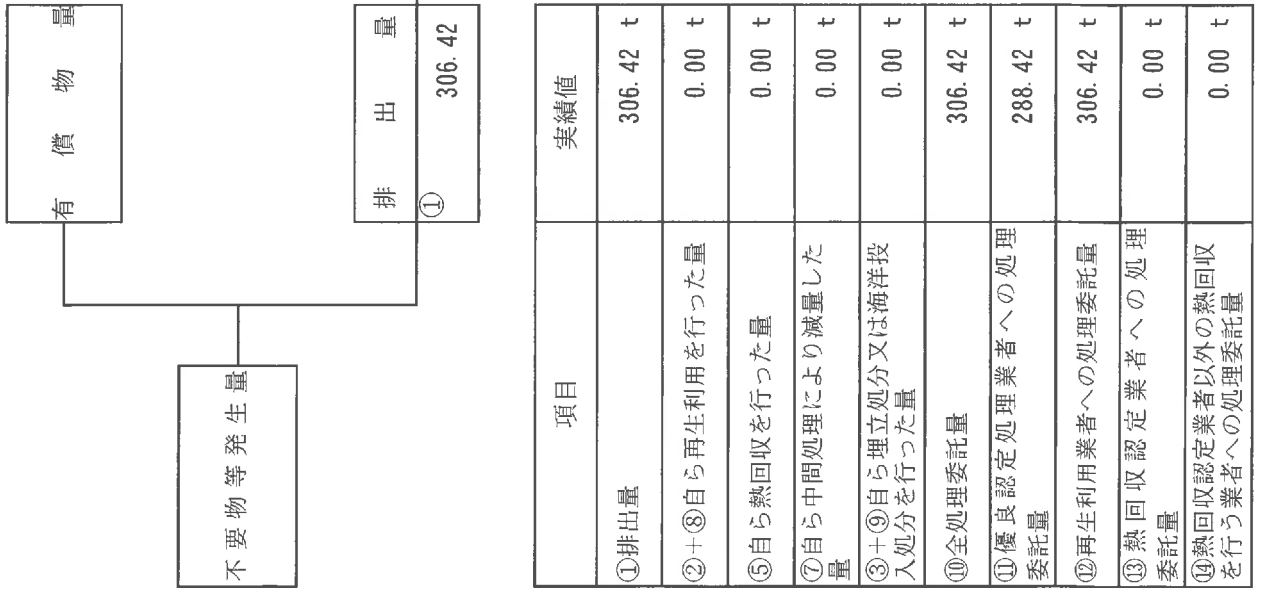 有償物量
不要物等発生量
排出量
①
306.42
項目 実績値
①排出量 306.42 t
②+⑧自ら再生利用を行った量 0.00 t
⑤自ら熱回収を行った量 0.00 t
⑦自ら中間処理により減量した
量 0.00 t
③+⑨自ら埋立処分又は海洋投
入処分を行った量 0.00 t
⑩全処理委託量 306.42 t
⑪優良認定処理業者への処理
委託量 288.42 t
⑫再生利用業者への処理委託量 306.42 t
⑬熱回収認定業者への処理
委託量 0.00 t
⑭熱回収認定業者以外の熱回収
を行う業者への処理委託量 0.00 t